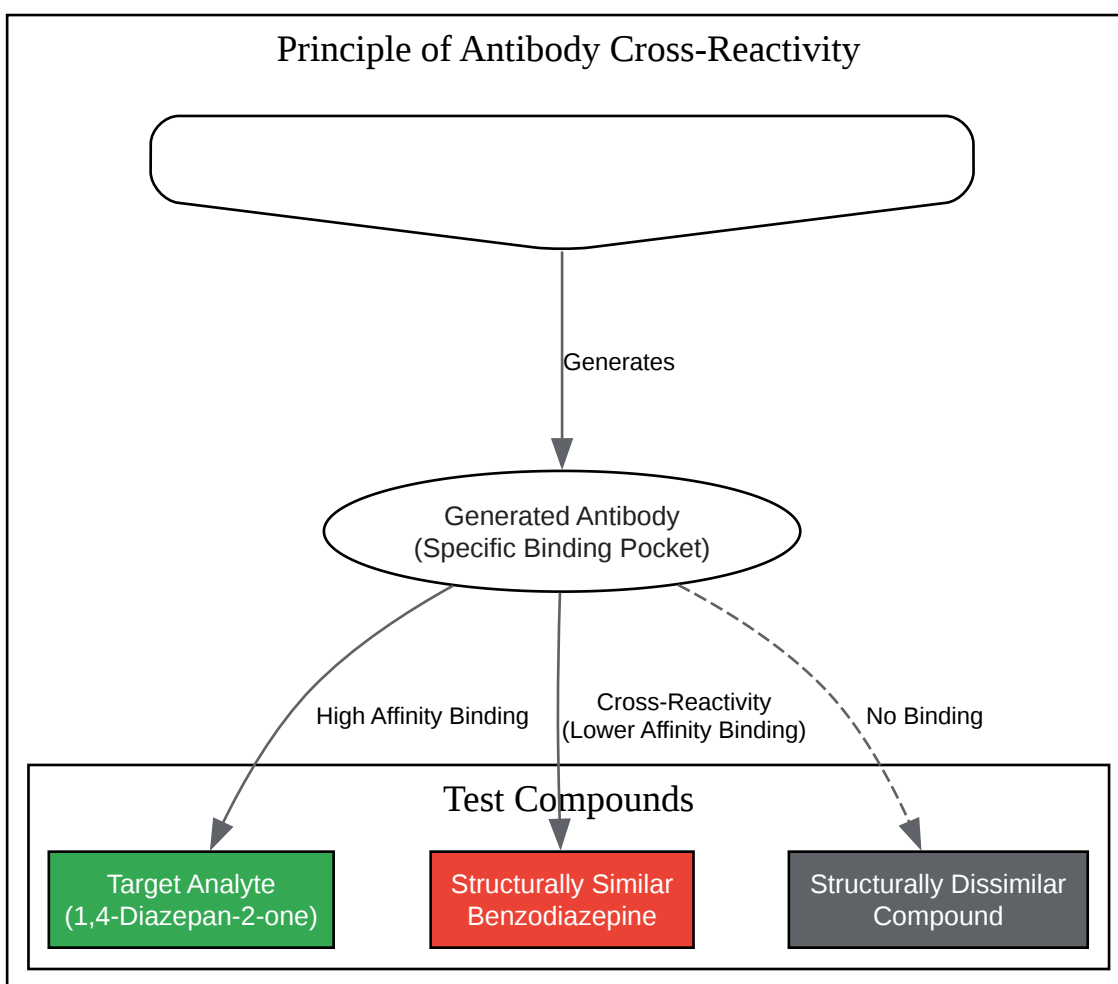 Principle of Antibody Cross-Reactivity
Generates
Generated Antibody
(Specific Binding Pocket)
High Affinity Binding
Cross-Reactivity
(Lower Affinity Binding)
No Binding
Test Compounds
Target Analyte
(1,4-Diazepan-2-one)
Structurally Similar
Benzodiazepine
Structurally Dissimilar
Compound